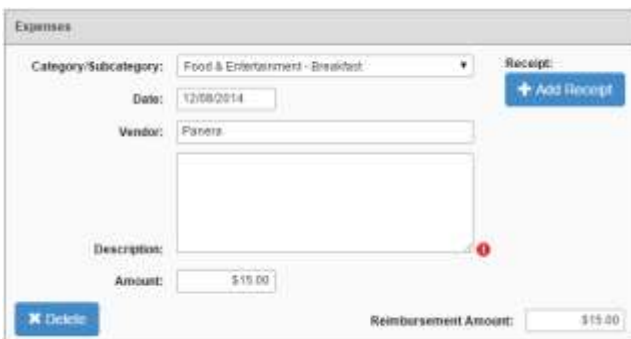 Expenses
Category/Subcategory: Food & Entertainment - Breakfast Receipt:
+ Add Receipt
Date: 12/08/2014
Vendor: Panera
Description:
Amount: $15.00
✖ Delete Reimbursement Amount: $15.00